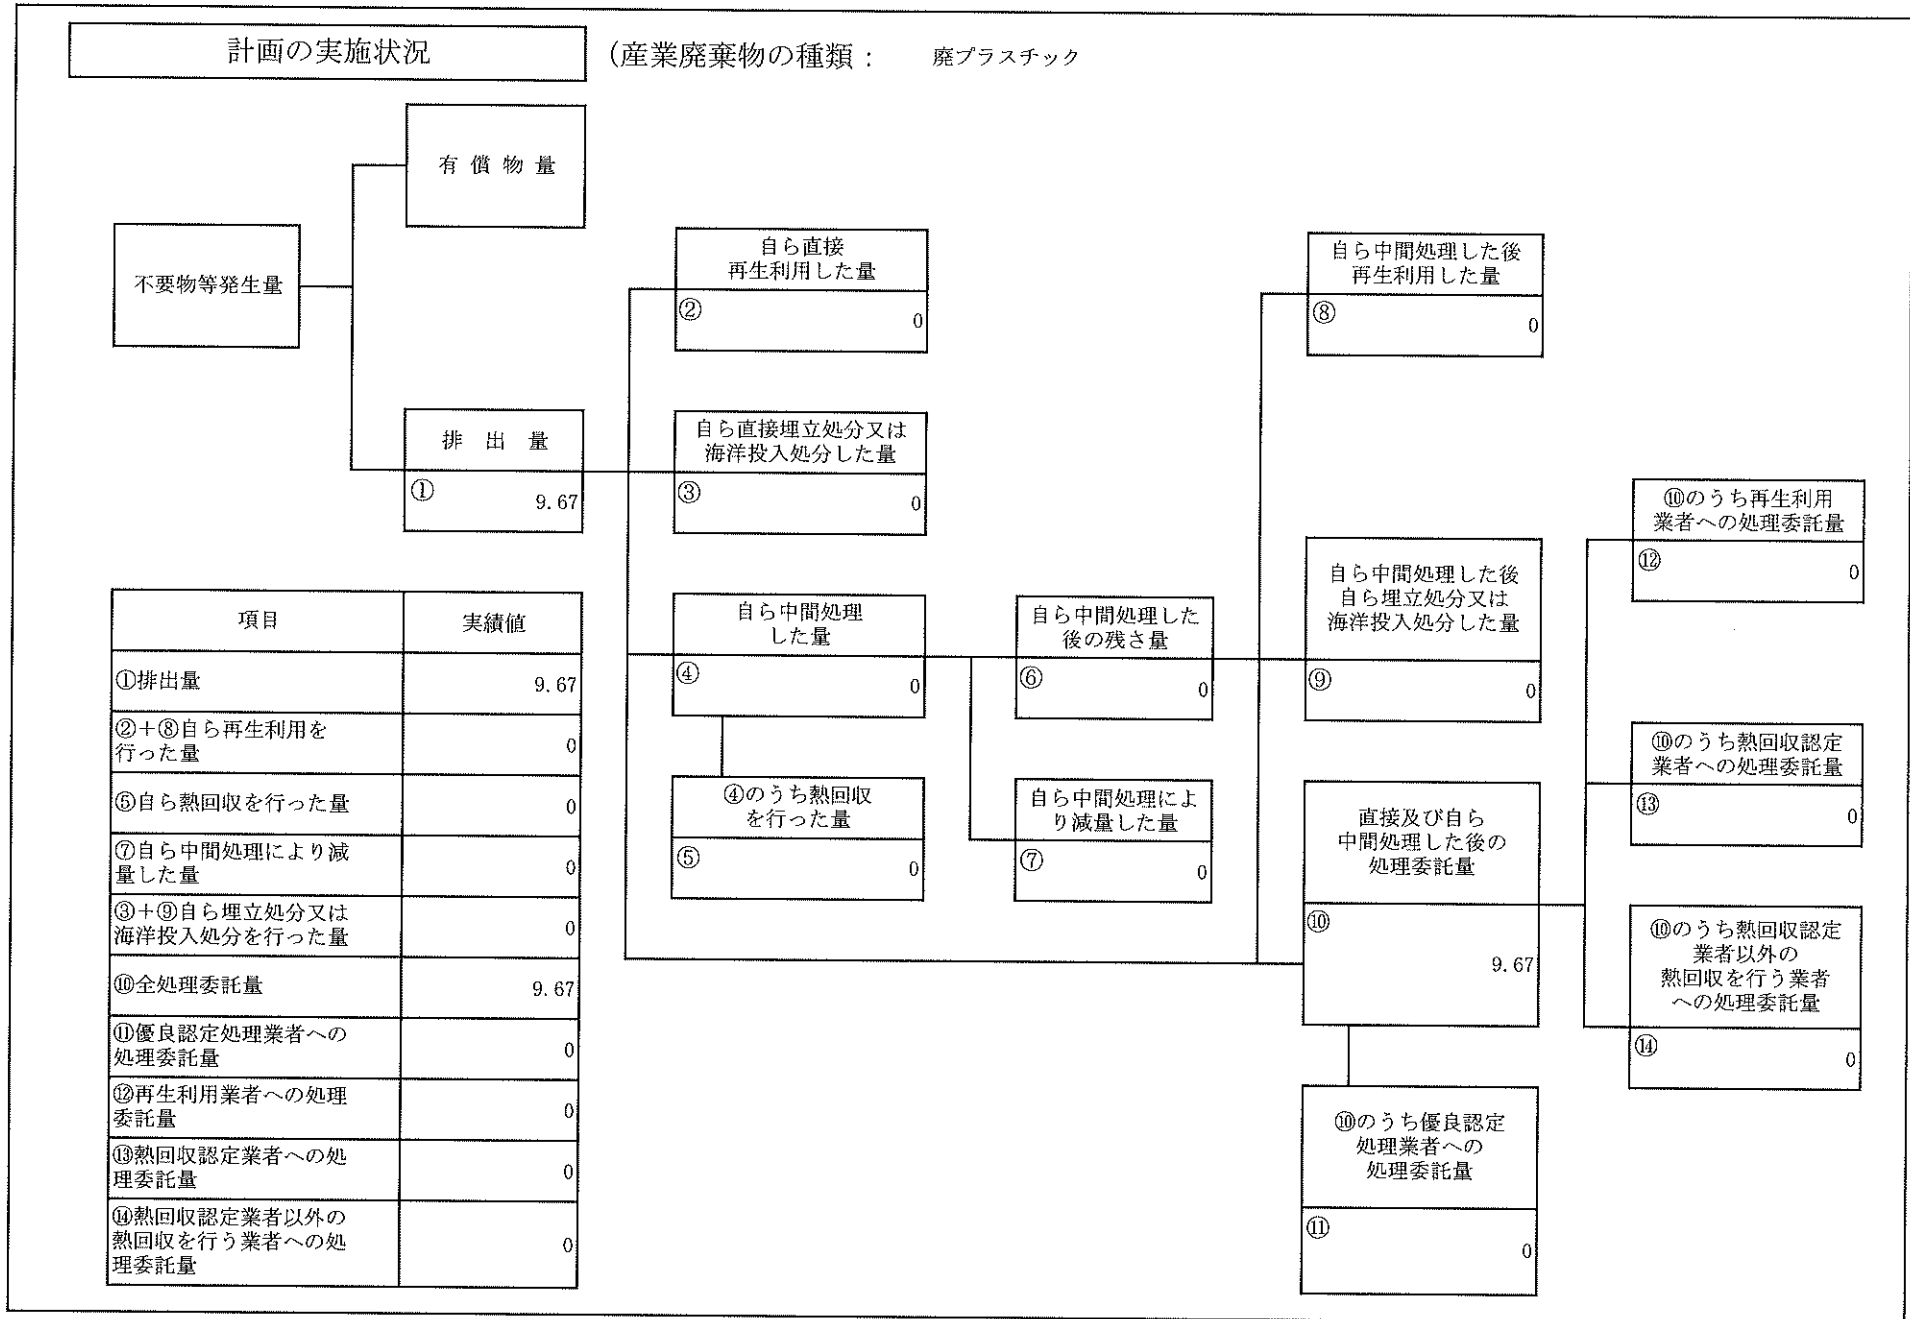 計画の実施状況
(産業廃棄物の種類： 廃プラスチック
有償物量
不要物等発生量
排出量
① 9.67
自ら直接
再生利用した量
② 0
自ら直接埋立処分又は
海洋投入処分した量
③ 0
自ら中間処理
した量
④ 0
④のうち熱回収
を行った量
⑤ 0
自ら中間処理した
後の残さ量
⑥ 0
自ら中間処理によ
り減量した量
⑦ 0
自ら中間処理した後
再生利用した量
⑧ 0
自ら中間処理した後
自ら埋立処分又は
海洋投入処分した量
⑨ 0
直接及び自ら
中間処理した後の
処理委託量
⑩
9.67
⑩のうち優良認定
処理業者への
処理委託量
⑪ 0
⑩のうち再生利用
業者への処理委託量
⑫ 0
⑩のうち熱回収認定
業者への処理委託量
⑬ 0
⑩のうち熱回収認定
業者以外の
熱回収を行う業者
への処理委託量
⑭ 0
項目 実績値
①排出量 9.67
②＋⑧自ら再生利用を
行った量 0
⑤自ら熱回収を行った量 0
⑦自ら中間処理により減
量した量 0
③＋⑨自ら埋立処分又は
海洋投入処分を行った量 0
⑩全処理委託量 9.67
⑪優良認定処理業者への
処理委託量 0
⑫再生利用業者への処理
委託量 0
⑬熱回収認定業者への処
理委託量 0
⑭熱回収認定業者以外の
熱回収を行う業者への処
理委託量 0